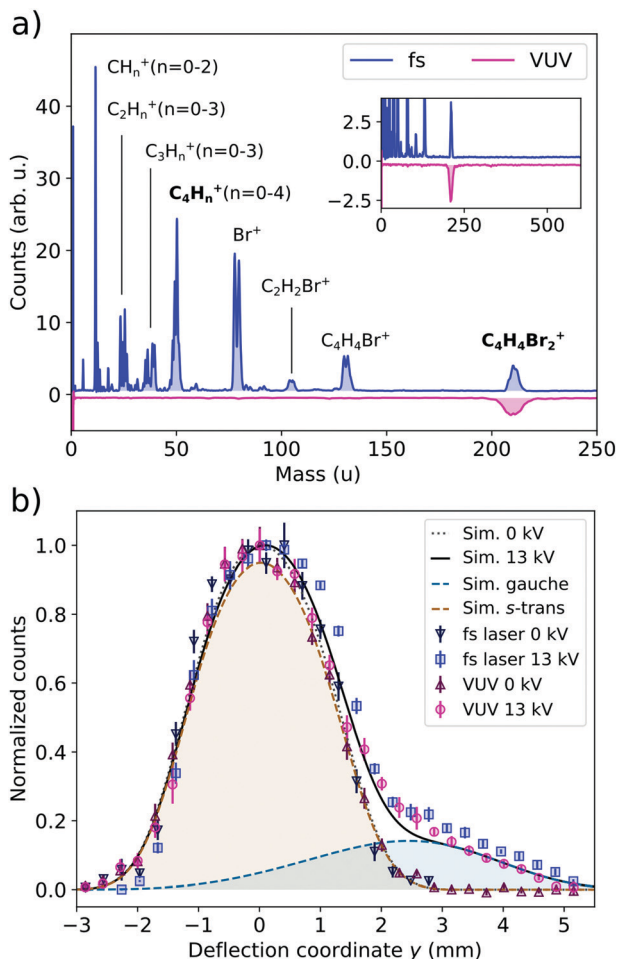 a)
fs
VUV
CHₙ⁺(n=0-2)
C₂Hₙ⁺(n=0-3)
C₃Hₙ⁺(n=0-3)
C₄Hₙ⁺(n=0-4)
Br⁺
C₂H₂Br⁺
C₄H₄Br⁺
C₄H₄Br₂⁺
40
30
20
10
0
Counts (arb. u.)
2.5
0.0
−2.5
0
250
500
0
50
100
150
200
250
Mass (u)
b)
Sim. 0 kV
Sim. 13 kV
Sim. gauche
Sim. s-trans
fs laser 0 kV
fs laser 13 kV
VUV 0 kV
VUV 13 kV
1.0
0.8
0.6
0.4
0.2
0.0
Normalized counts
−3
−2
−1
0
1
2
3
4
5
Deflection coordinate y (mm)